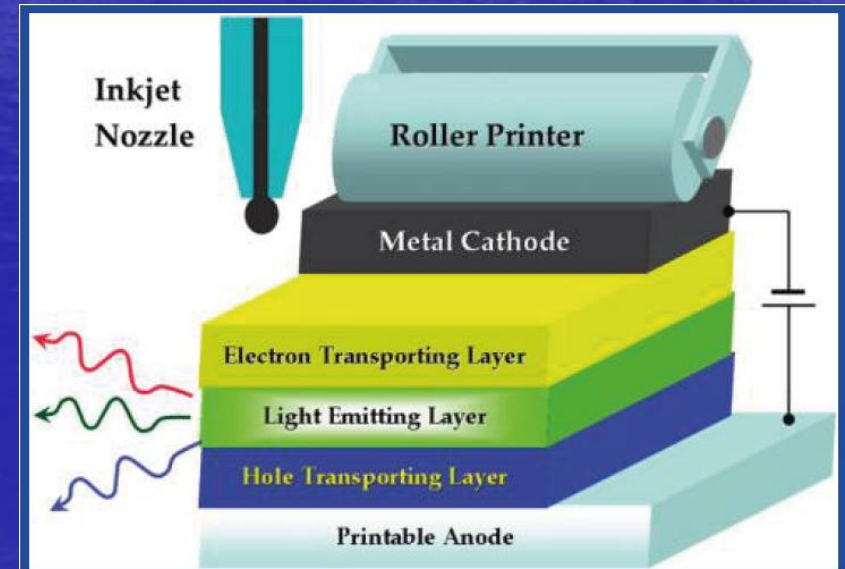 Inkjet
Nozzle
Roller Printer
Metal Cathode
Electron Transporting Layer
Light Emitting Layer
Hole Transporting Layer
Printable Anode